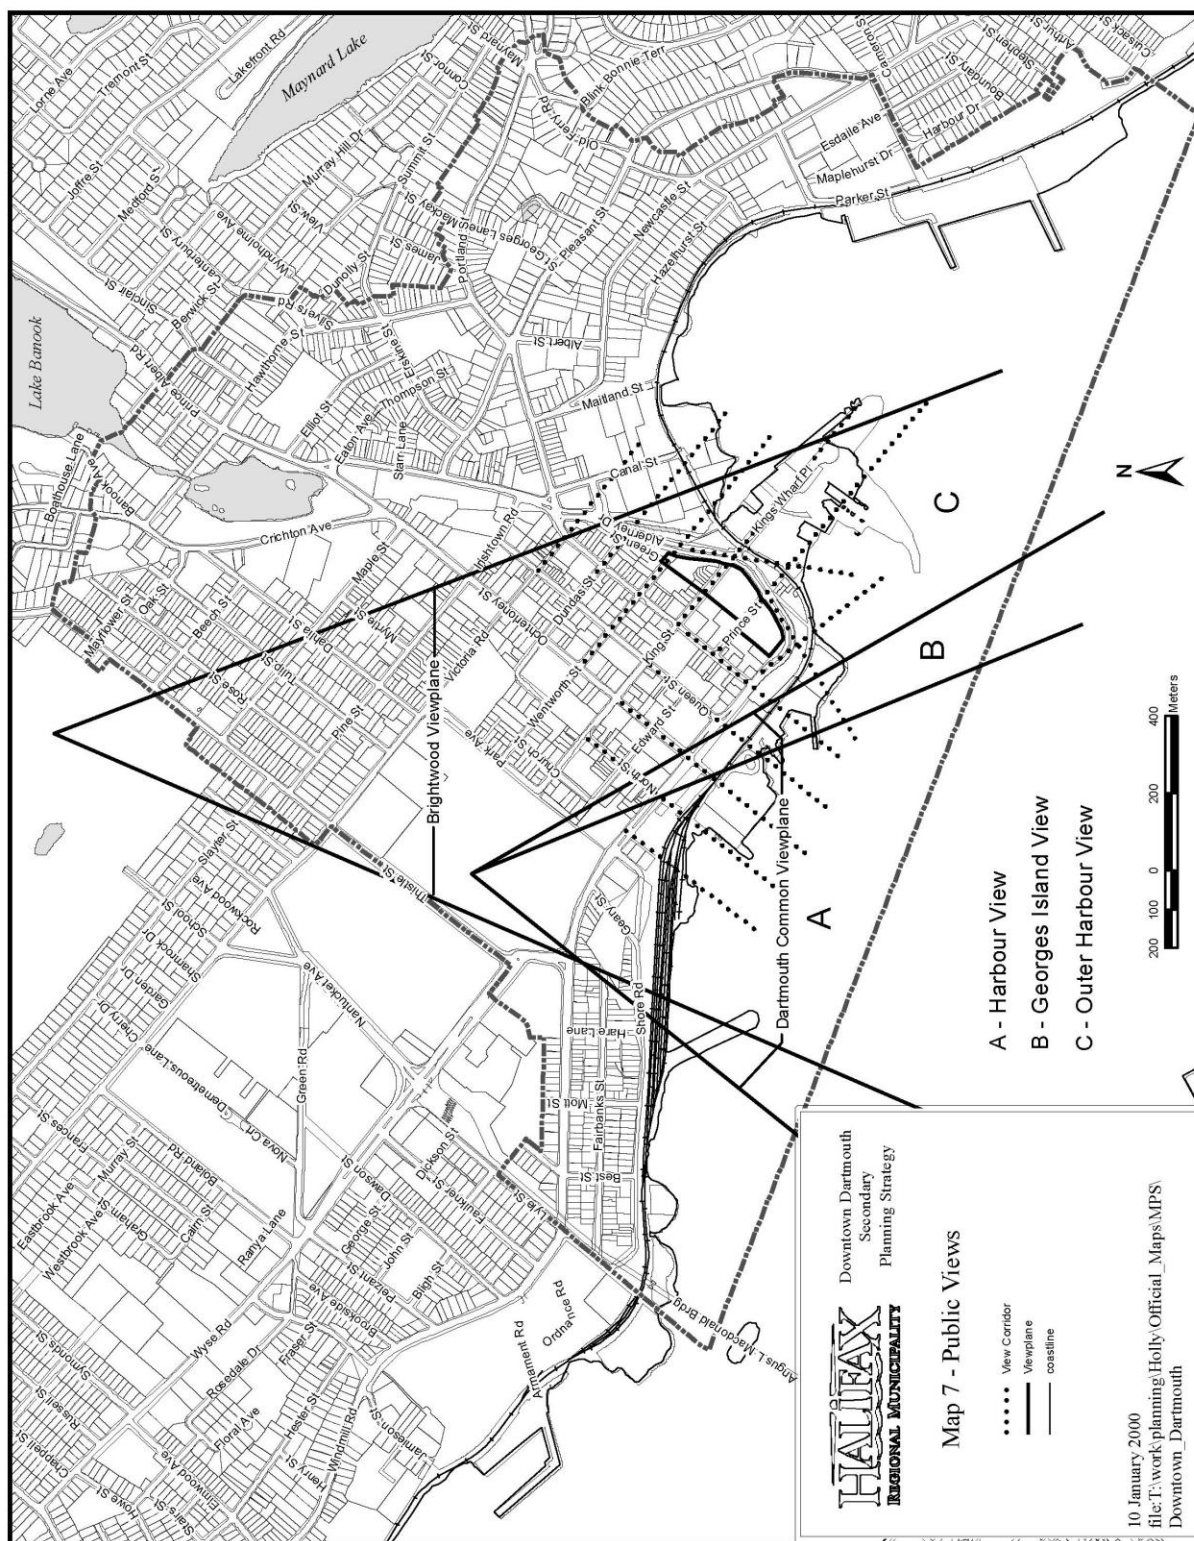 Lorne Ave
Tremont St
Lakefront Rd
Maynard Lake
Joffre St
Medford St
Sinclair St
Canterbury St
Wyndholme Ave
View St
Murray Hill Dr
Summit St
Connor St
Maynard St
Berwick St
Silvers Rd
Dunolly St
James St
Mackay St
Portland St
Georges Lane
Old Ferry Rd
Blink Bonnie Terr
Cameron St
Stephen St
Arthur St
Cusack St
Boundary St
Harbour Dr
Esdaile Ave
Maplehurst Dr
Parker St
Pleasant St
Newcastle St
Hazelhurst St
Lake Banook
Boathouse Lane
Banook Ave
Prince Albert Rd
Hawthorne St
Elliot St
Erskine St
Eaton Ave
Thompson St
Starr Lane
Albert St
Maitland St
Canal St
Crichton Ave
Irishtown Rd
Alderney Dr
Green St
Kings Wharf Pl
Mayflower St
Oak St
Beech St
Rose St
Tulip St
Dahlia St
Maple St
Myrtle St
Pine St
Victoria Rd
Ochterloney St
Dundas St
Wentworth St
King St
Queen St
Prince St
Edward St
North St
Church St
Park Ave
Brightwood Viewplane
Dartmouth Common Viewplane
Slayter St
Rockwood Ave
School St
Shamrock Dr
Garden Dr
Cherry Dr
Thistle St
Nantucket Ave
Green Rd
Demetreous Lane
Nova Crt
Geary St
Shore Rd
Hare Lane
Fairbanks St
Mott St
Best St
Lyle St
Dickson St
Faulkner St
Dawson St
George St
John St
Pelzant St
Bligh St
Brookside Ave
Frances St
Murray St
Boland Rd
Eastbrook Ave
Westbrook Ave
Graham St
Cairn St
Ranya Lane
Wyse Rd
Symonds St
Russell St
Chappel St
Howe St
Stairs St
Elmwood Ave
Floral Ave
Rosedale Dr
Fraser St
Hester St
Henry St
Windmill Rd
Jamieson St
Armament Rd
Ordnance Rd
Angus L. Macdonald Brdg
A
B
C
N
A - Harbour View
B - Georges Island View
C - Outer Harbour View
200 100 0 200 400
Meters
HALIFAX
REGIONAL MUNICIPALITY
Downtown Dartmouth
Secondary
Planning Strategy
Map 7 - Public Views
View Corridor
Viewplane
coastline
10 January 2000
file:T:\work\planning\Holly\Official_Maps\MPS\
Downtown_Dartmouth